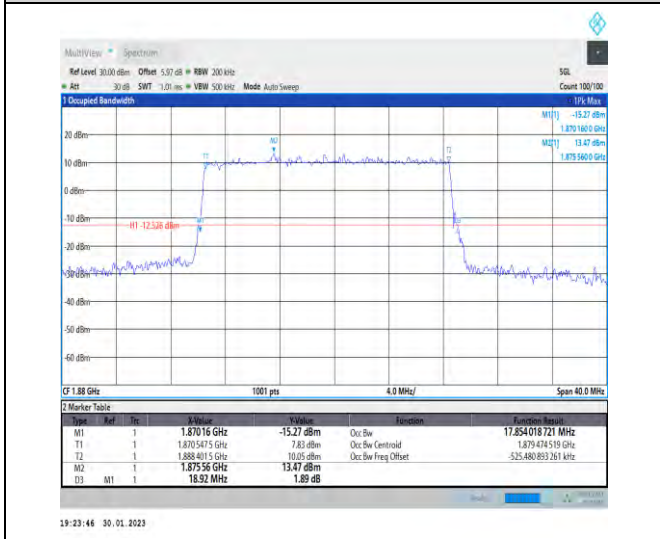 MultiView Spectrum
Ref Level 30.00 dBm Offset 5.97 dB RBW 200 kHz SGL
Att 30 dB SWT 1.01 ms VBW 500 kHz Mode Auto Sweep Count 100/100
1 Occupied Bandwidth 1Pk Max
M1[1] -15.27 dBm
1.870 160 0 GHz
M2[1] 13.47 dBm
1.875 560 0 GHz
20 dBm
M2
T1 T2
10 dBm
0 dBm
-10 dBm
H1 -12.526 dBm
M1 D3
-20 dBm
-30 dBm
-40 dBm
-50 dBm
-60 dBm
CF 1.88 GHz 1001 pts 4.0 MHz/ Span 40.0 MHz
2 Marker Table
Type Ref Trc X-Value Y-Value Function Function Result
M1 1 1.87016 GHz -15.27 dBm Occ Bw 17.854 018 721 MHz
T1 1 1.870 547 5 GHz 7.83 dBm Occ Bw Centroid 1.879 474 519 GHz
T2 1 1.888 401 5 GHz 10.05 dBm Occ Bw Freq Offset -525.480 893 261 kHz
M2 1 1.875 56 GHz 13.47 dBm
D3 M1 1 18.92 MHz 1.89 dB
19:23:46 30.01.2023